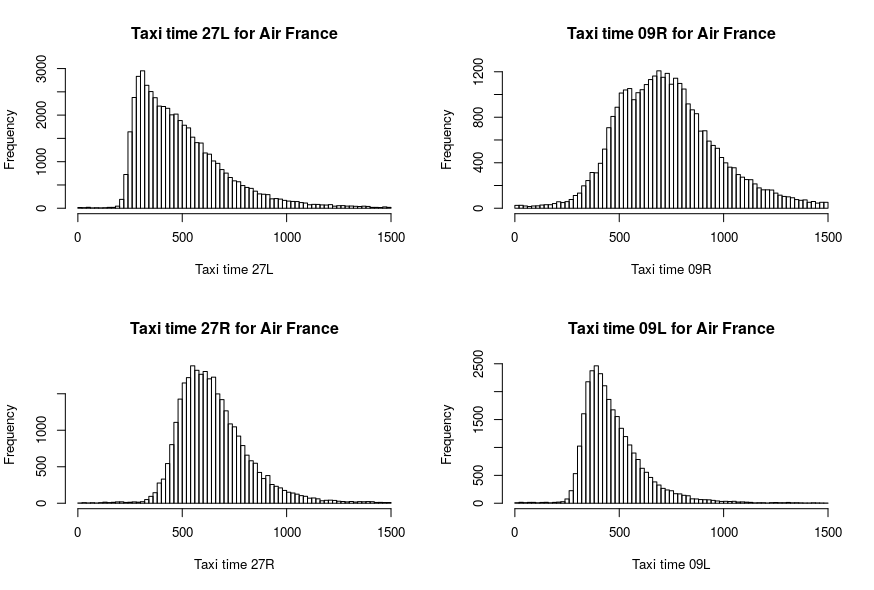 Taxi time 27L for Air France
Frequency
0
1000
2000
3000
0
500
1000
1500
Taxi time 27L
Taxi time 09R for Air France
Frequency
0
400
800
1200
0
500
1000
1500
Taxi time 09R
Taxi time 27R for Air France
Frequency
0
500
1000
0
500
1000
1500
Taxi time 27R
Taxi time 09L for Air France
Frequency
0
500
1500
2500
0
500
1000
1500
Taxi time 09L